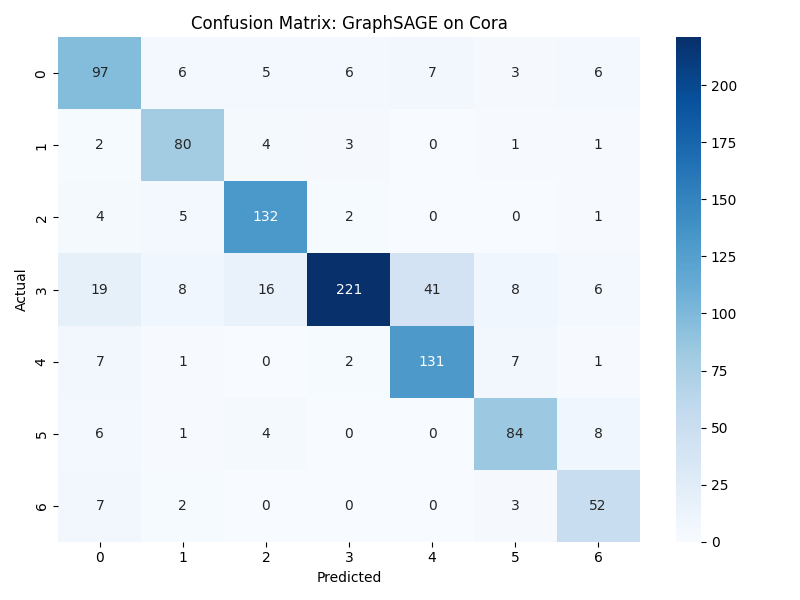 Confusion Matrix: GraphSAGE on Cora
0 97 6 5 6 7 3 6
1 2 80 4 3 0 1 1
2 4 5 132 2 0 0 1
3 19 8 16 221 41 8 6
4 7 1 0 2 131 7 1
5 6 1 4 0 0 84 8
6 7 2 0 0 0 3 52
0 1 2 3 4 5 6
Predicted
Actual
200
175
150
125
100
75
50
25
0